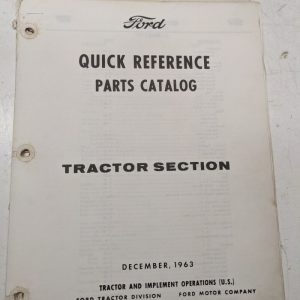 Ford
QUICK REFERENCE
PARTS CATALOG
TRACTOR SECTION
DECEMBER, 1963
TRACTOR AND IMPLEMENT OPERATIONS (U.S.)
FORD TRACTOR DIVISION FORD MOTOR COMPANY